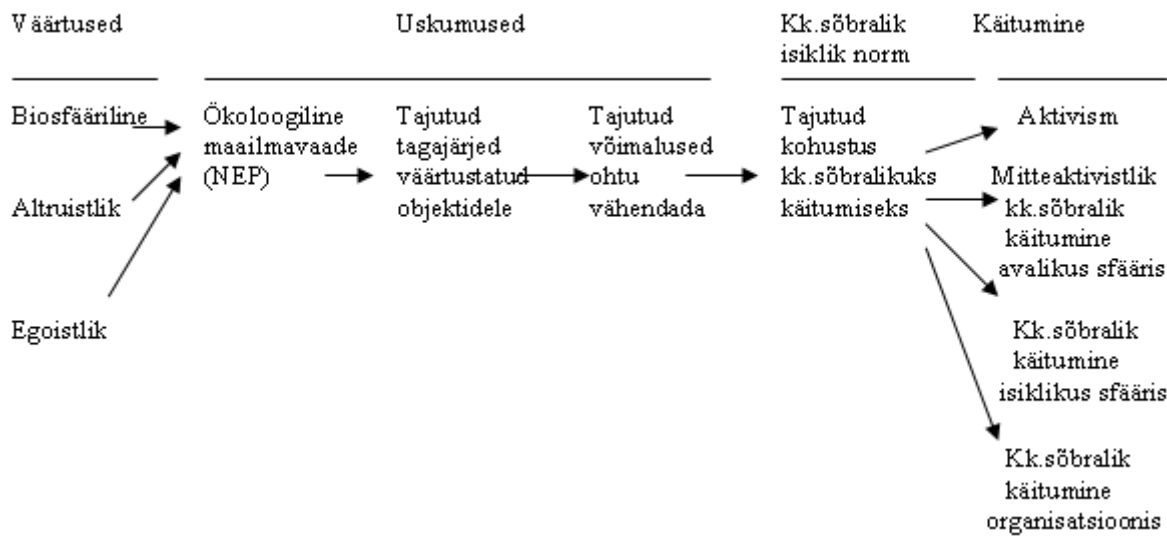 Väärtused
Uskumused
Kk.sõbralik
isiklik norm
Käitumine
Biosfääriline
Altruistlik
Egoistlik
Ökoloogiline
maailmavaade
(NEP)
Tajutud
tagajärjed
väärtustatud
objektidele
Tajutud
võimalused
ohtu
vähendada
Tajutud
kohustus
kk.sõbralikuks
käitumiseks
Aktivism
Mitteaktivistlik
kk.sõbralik
käitumine
avalikus sfääris
Kk.sõbralik
käitumine
isiklikus sfääris
Kk.sõbralik
käitumine
organisatsioonis